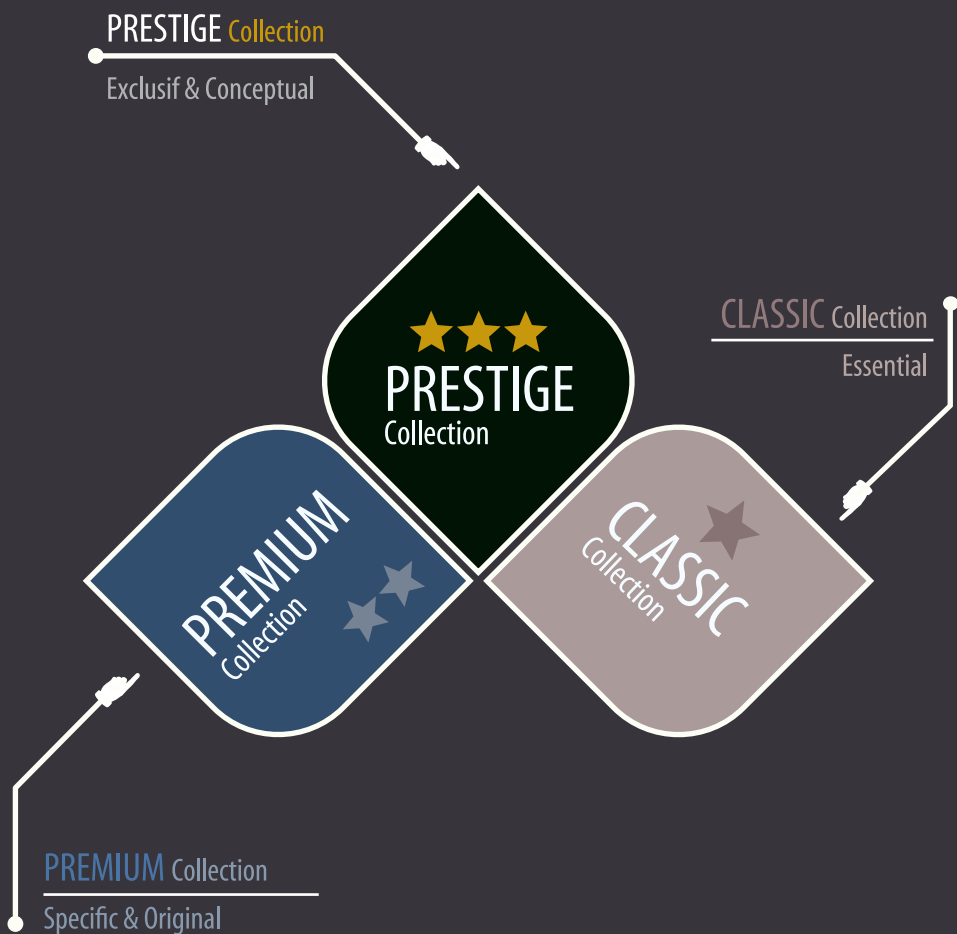 PRESTIGE Collection
Exclusif & Conceptual
CLASSIC Collection
Essential
PRESTIGE
Collection
PREMIUM
Collection
CLASSIC
Collection
PREMIUM Collection
Specific & Original